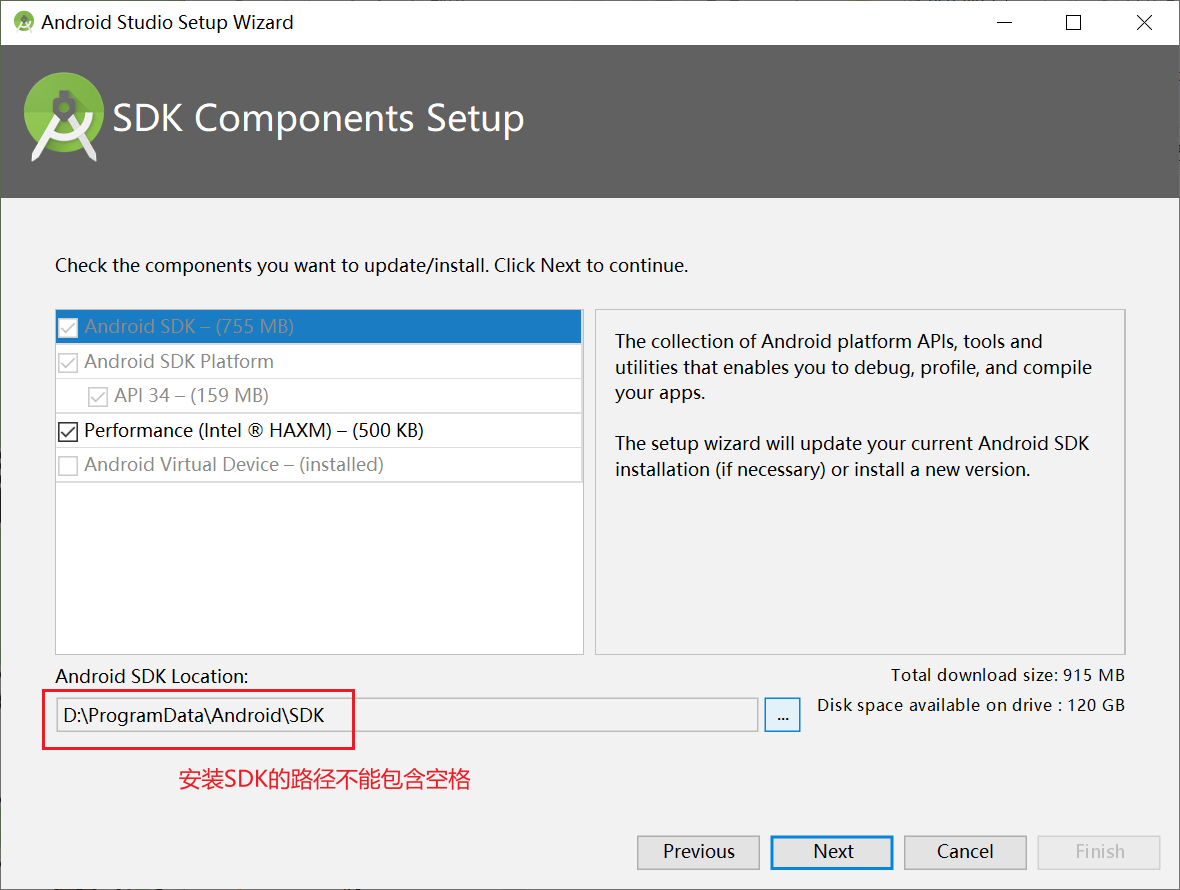 Android Studio Setup Wizard
SDK Components Setup
Check the components you want to update/install. Click Next to continue.
Android SDK – (755 MB)
Android SDK Platform
API 34 – (159 MB)
Performance (Intel ® HAXM) – (500 KB)
Android Virtual Device – (installed)
The collection of Android platform APIs, tools and
utilities that enables you to debug, profile, and compile
your apps.
The setup wizard will update your current Android SDK
installation (if necessary) or install a new version.
Android SDK Location:
Total download size: 915 MB
D:\ProgramData\Android\SDK
...
Disk space available on drive : 120 GB
安装SDK的路径不能包含空格
Previous
Next
Cancel
Finish